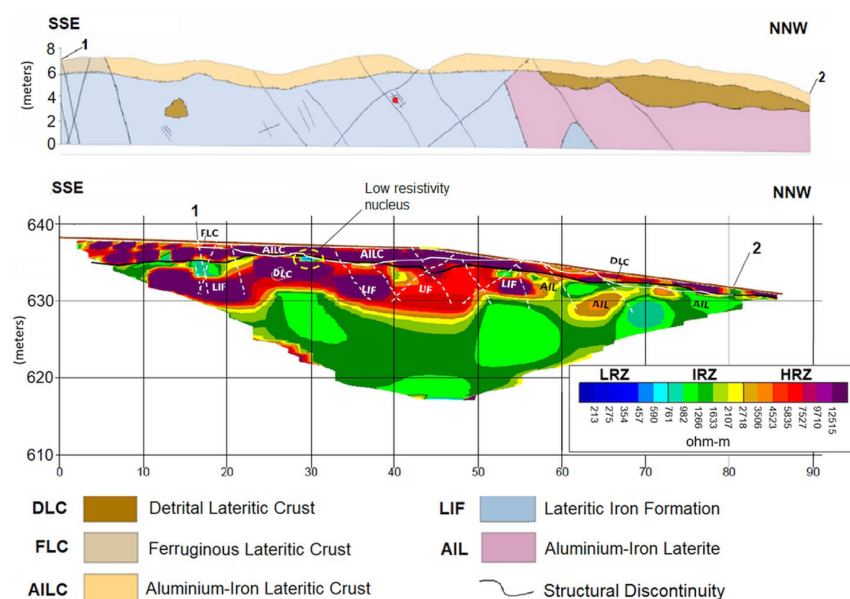 SSE
NNW
1
8
6
4
2
0
(meters)
2
SSE
Low resistivity
nucleus
NNW
1
640
630
620
610
(meters)
FLC
AILC
AILC
DLC
DLC
2
LIF
LIF
LIF
LIF
AIL
AIL
AIL
LRZ IRZ HRZ
213 275 354 457 590 761 982 1266 1633 2107 2718 3506 4523 5835 7527 9710 12515
ohm-m
0 10 20 30 40 50 60 70 80 90
DLC Detrital Lateritic Crust
LIF Lateritic Iron Formation
FLC Ferruginous Lateritic Crust
AIL Aluminium-Iron Laterite
AILC Aluminium-Iron Lateritic Crust
Structural Discontinuity